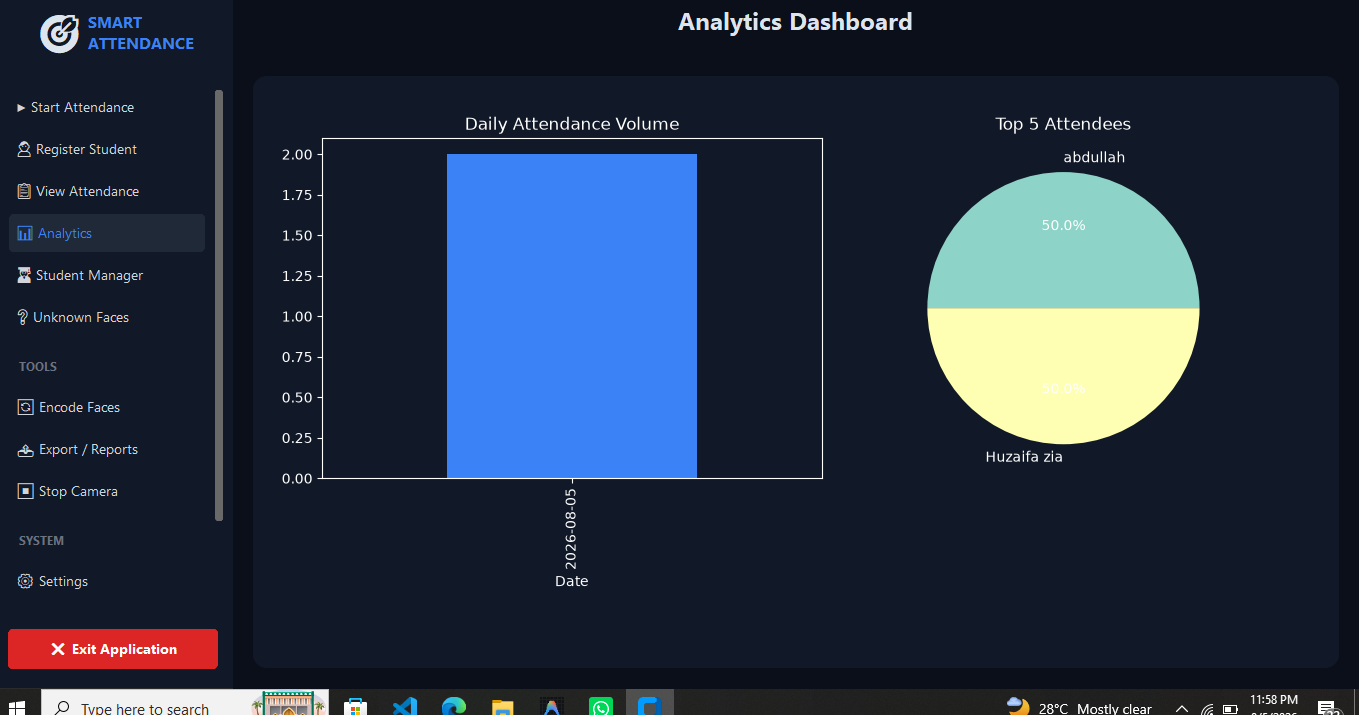 SMART
ATTENDANCE
Start Attendance
Register Student
View Attendance
Analytics
Student Manager
Unknown Faces
TOOLS
Encode Faces
Export / Reports
Stop Camera
SYSTEM
Settings
Exit Application
Analytics Dashboard
Daily Attendance Volume
2.00
1.75
1.50
1.25
1.00
0.75
0.50
0.25
0.00
2026-08-05
Date
Top 5 Attendees
abdullah
50.0%
50.0%
Huzaifa zia
Type here to search
28°C Mostly clear
11:58 PM